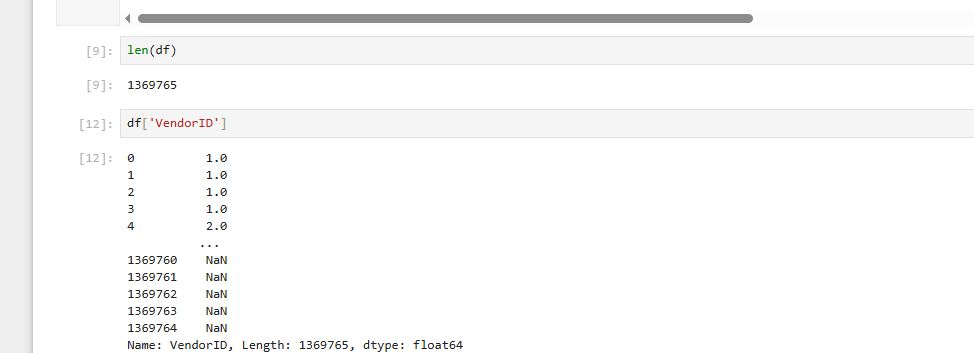 [9]: len(df)
[9]: 1369765
[12]: df['VendorID']
[12]: 0 1.0
1 1.0
2 1.0
3 1.0
4 2.0
...
1369760 NaN
1369761 NaN
1369762 NaN
1369763 NaN
1369764 NaN
Name: VendorID, Length: 1369765, dtype: float64